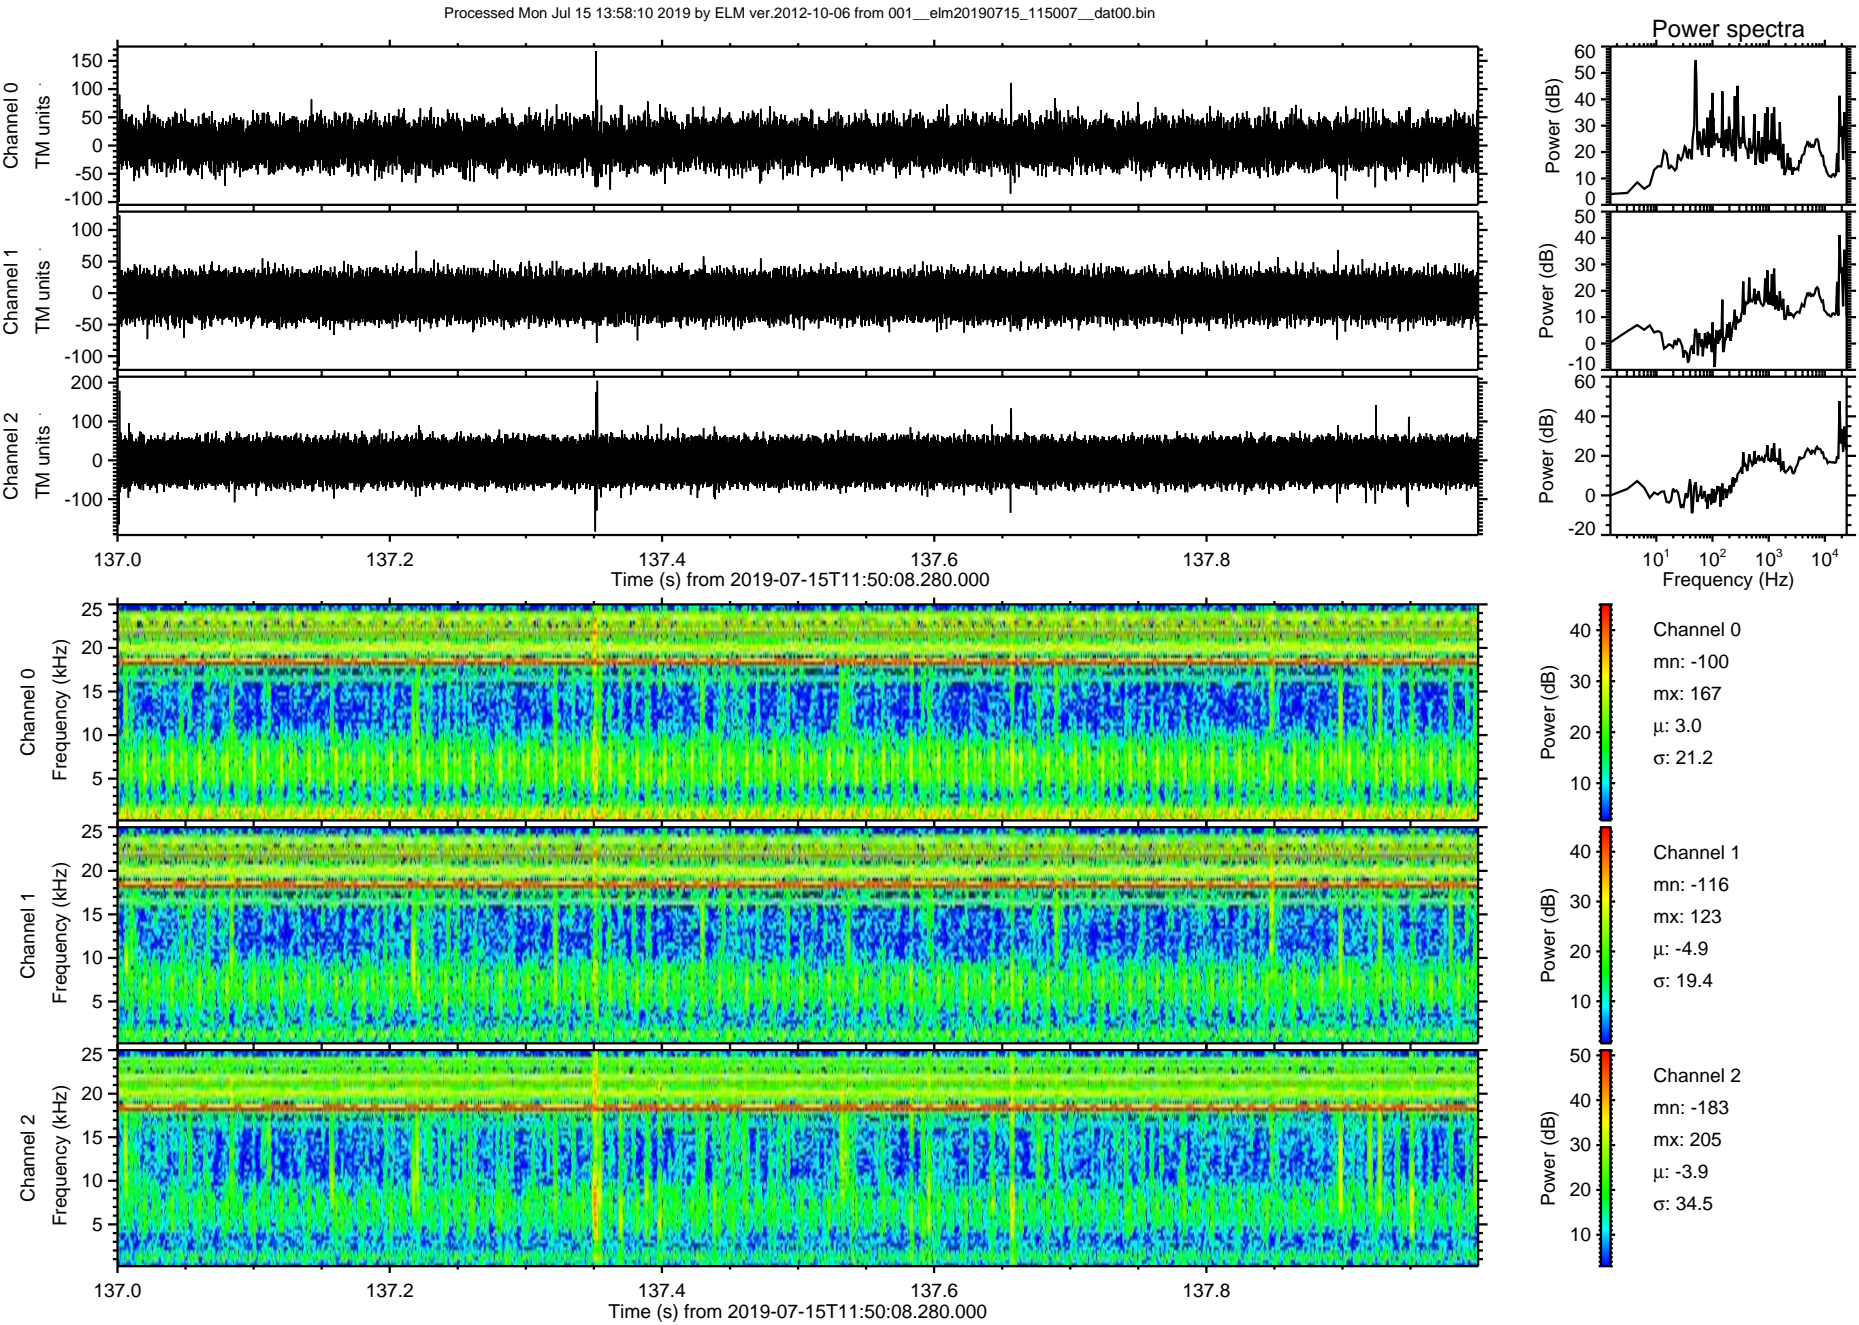 Processed Mon Jul 15 13:58:10 2019 by ELM ver.2012-10-06 from 001__elm20190715_115007__dat00.bin
Power spectra
Channel 0
TM units
150
100
50
0
-50
-100
Power (dB)
60
50
40
30
20
10
0
Channel 1
TM units
100
50
0
-50
-100
Power (dB)
50
40
30
20
10
0
-10
Channel 2
TM units
200
100
0
-100
Power (dB)
60
40
20
0
-20
137.0 137.2 137.4 137.6 137.8
Time (s) from 2019-07-15T11:50:08.280.000
10¹ 10² 10³ 10⁴
Frequency (Hz)
Channel 0
Frequency (kHz)
25
20
15
10
5
Power (dB)
40
30
20
10
Channel 0
mn: -100
mx: 167
μ: 3.0
σ: 21.2
Channel 1
Frequency (kHz)
25
20
15
10
5
Power (dB)
40
30
20
10
Channel 1
mn: -116
mx: 123
μ: -4.9
σ: 19.4
Channel 2
Frequency (kHz)
25
20
15
10
5
Power (dB)
50
40
30
20
10
Channel 2
mn: -183
mx: 205
μ: -3.9
σ: 34.5
137.0 137.2 137.4 137.6 137.8
Time (s) from 2019-07-15T11:50:08.280.000